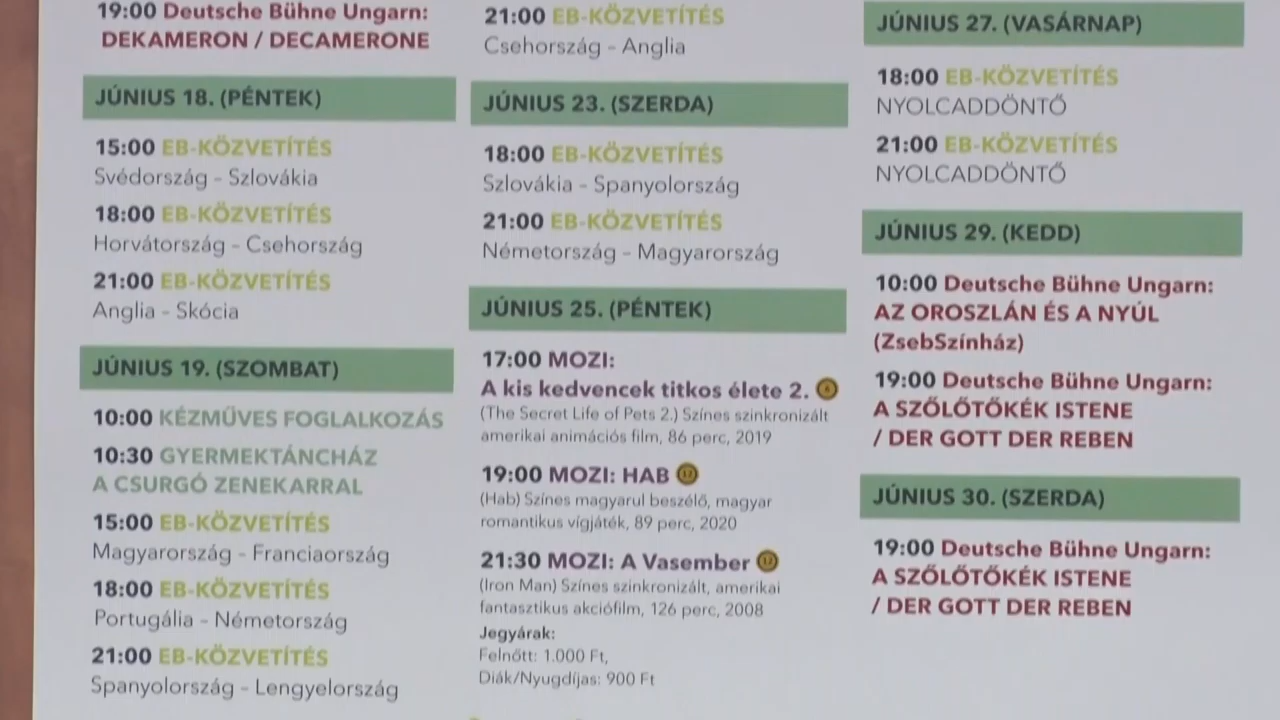 19:00 Deutsche Bühne Ungarn:
DEKAMERON / DECAMERONE
JÚNIUS 18. (PÉNTEK)
15:00 EB-KÖZVETÍTÉS
Svédország - Szlovákia
18:00 EB-KÖZVETÍTÉS
Horvátország - Csehország
21:00 EB-KÖZVETÍTÉS
Anglia - Skócia
JÚNIUS 19. (SZOMBAT)
10:00 KÉZMŰVES FOGLALKOZÁS
10:30 GYERMEKTÁNCHÁZ
A CSURGÓ ZENEKARRAL
15:00 EB-KÖZVETÍTÉS
Magyarország - Franciaország
18:00 EB-KÖZVETÍTÉS
Portugália - Németország
21:00 EB-KÖZVETÍTÉS
Spanyolország - Lengyelország
21:00 EB-KÖZVETÍTÉS
Csehország - Anglia
JÚNIUS 23. (SZERDA)
18:00 EB-KÖZVETÍTÉS
Szlovákia - Spanyolország
21:00 EB-KÖZVETÍTÉS
Németország - Magyarország
JÚNIUS 25. (PÉNTEK)
17:00 MOZI:
A kis kedvencek titkos élete 2. 6
(The Secret Life of Pets 2.) Színes szinkronizált
amerikai animációs film, 86 perc, 2019
19:00 MOZI: HAB 12
(Hab) Színes magyarul beszélő, magyar
romantikus vígjáték, 89 perc, 2020
21:30 MOZI: A Vasember 12
(Iron Man) Színes szinkronizált, amerikai
fantasztikus akciófilm, 126 perc, 2008
Jegyárak:
Felnőtt: 1.000 Ft,
Diák/Nyugdíjas: 900 Ft
JÚNIUS 27. (VASÁRNAP)
18:00 EB-KÖZVETÍTÉS
NYOLCADDÖNTŐ
21:00 EB-KÖZVETÍTÉS
NYOLCADDÖNTŐ
JÚNIUS 29. (KEDD)
10:00 Deutsche Bühne Ungarn:
AZ OROSZLÁN ÉS A NYÚL
(ZsebSzínház)
19:00 Deutsche Bühne Ungarn:
A SZŐLŐTŐKÉK ISTENE
/ DER GOTT DER REBEN
JÚNIUS 30. (SZERDA)
19:00 Deutsche Bühne Ungarn:
A SZŐLŐTŐKÉK ISTENE
/ DER GOTT DER REBEN